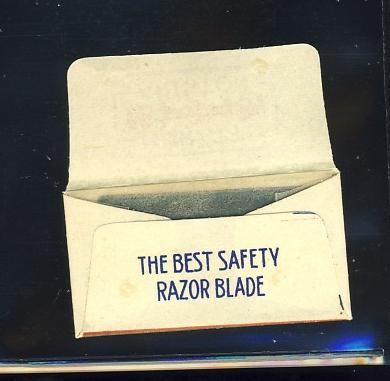 THE BEST SAFETY
RAZOR BLADE